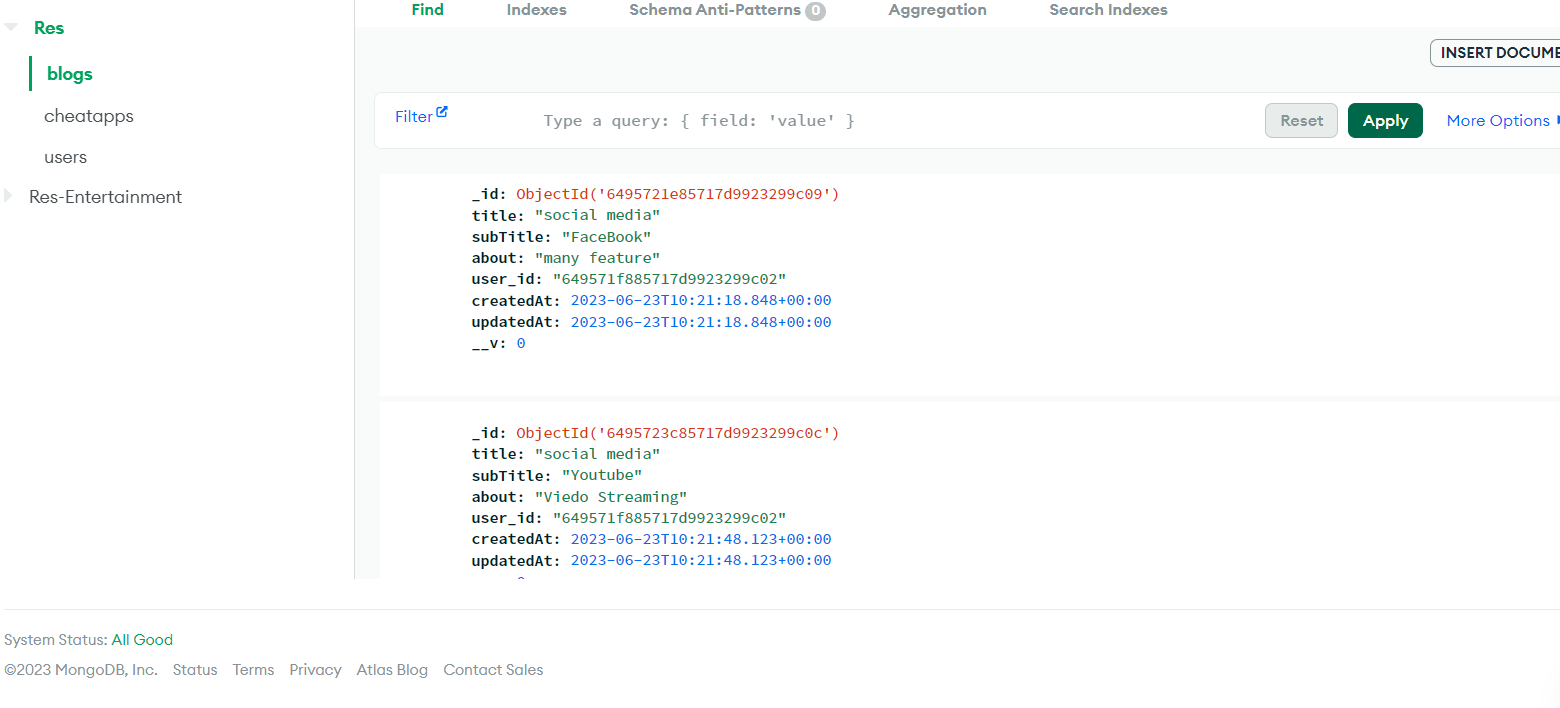 Res
blogs
cheatapps
users
Res-Entertainment
Find Indexes Schema Anti-Patterns 0 Aggregation Search Indexes
INSERT DOCUME
Filter Type a query: { field: 'value' } Reset Apply More Options
_id: ObjectId('6495721e85717d9923299c09')
title: "social media"
subTitle: "FaceBook"
about: "many feature"
user_id: "649571f885717d9923299c02"
createdAt: 2023-06-23T10:21:18.848+00:00
updatedAt: 2023-06-23T10:21:18.848+00:00
__v: 0
_id: ObjectId('6495723c85717d9923299c0c')
title: "social media"
subTitle: "Youtube"
about: "Viedo Streaming"
user_id: "649571f885717d9923299c02"
createdAt: 2023-06-23T10:21:48.123+00:00
updatedAt: 2023-06-23T10:21:48.123+00:00
System Status: All Good
©2023 MongoDB, Inc. Status Terms Privacy Atlas Blog Contact Sales